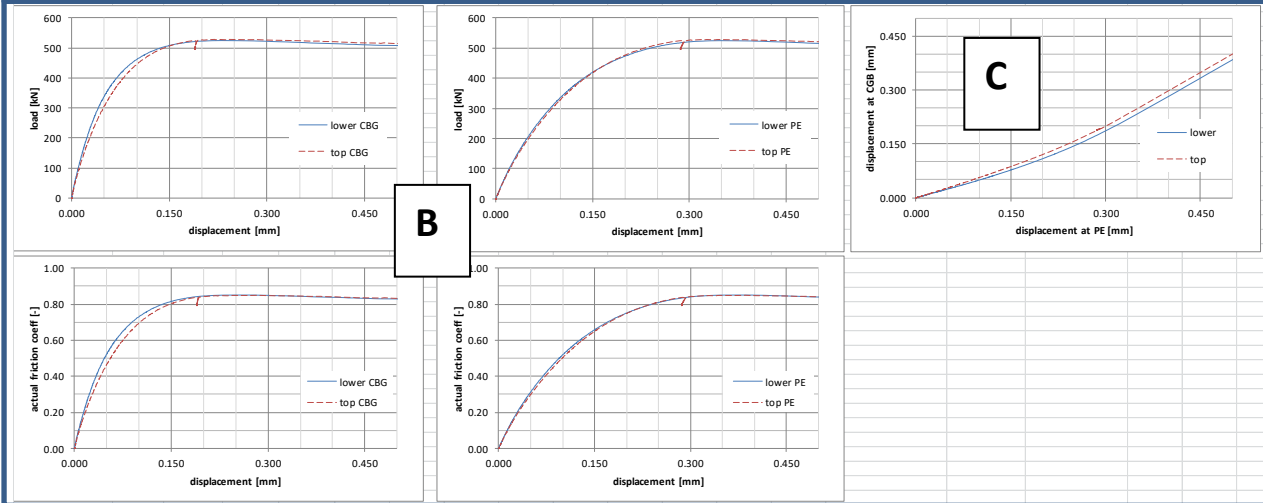 600
500
400
300
200
100
0
load [kN]
lower CBG
top CBG
0.000 0.150 0.300 0.450
displacement [mm]
600
500
400
300
200
100
0
load [kN]
lower PE
top PE
0.000 0.150 0.300 0.450
displacement [mm]
0.450
0.300
0.150
0.000
displacement at CGB [mm]
C
lower
top
0.000 0.150 0.300 0.450
displacement at PE [mm]
B
1.00
0.80
0.60
0.40
0.20
0.00
actual friction coeff [-]
lower CBG
top CBG
0.000 0.150 0.300 0.450
displacement [mm]
1.00
0.80
0.60
0.40
0.20
0.00
actual friction coeff [-]
lower PE
top PE
0.000 0.150 0.300 0.450
displacement [mm]